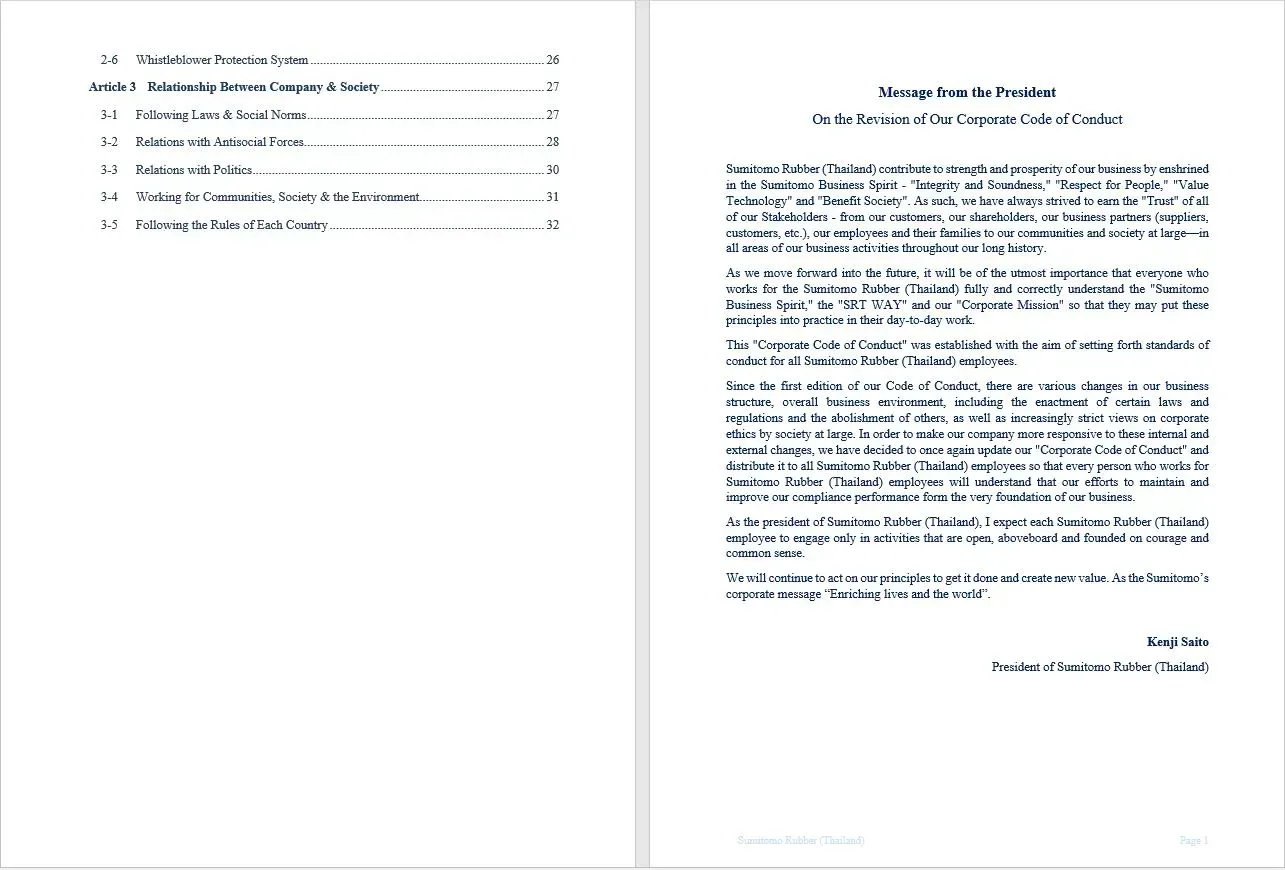 2-6 Whistleblower Protection System ........................ 26
Article 3 Relationship Between Company & Society ........................ 27
3-1 Following Laws & Social Norms ........................ 27
3-2 Relations with Antisocial Forces ........................ 28
3-3 Relations with Politics ........................ 30
3-4 Working for Communities, Society & the Environment ........................ 31
3-5 Following the Rules of Each Country ........................ 32
Message from the President
On the Revision of Our Corporate Code of Conduct
Sumitomo Rubber (Thailand) contribute to strength and prosperity of our business by enshrined
in the Sumitomo Business Spirit - "Integrity and Soundness," "Respect for People," "Value
Technology" and "Benefit Society". As such, we have always strived to earn the "Trust" of all
of our Stakeholders - from our customers, our shareholders, our business partners (suppliers,
customers, etc.), our employees and their families to our communities and society at large—in
all areas of our business activities throughout our long history.
As we move forward into the future, it will be of the utmost importance that everyone who
works for the Sumitomo Rubber (Thailand) fully and correctly understand the "Sumitomo
Business Spirit," the "SRT WAY" and our "Corporate Mission" so that they may put these
principles into practice in their day-to-day work.
This "Corporate Code of Conduct" was established with the aim of setting forth standards of
conduct for all Sumitomo Rubber (Thailand) employees.
Since the first edition of our Code of Conduct, there are various changes in our business
structure, overall business environment, including the enactment of certain laws and
regulations and the abolishment of others, as well as increasingly strict views on corporate
ethics by society at large. In order to make our company more responsive to these internal and
external changes, we have decided to once again update our "Corporate Code of Conduct" and
distribute it to all Sumitomo Rubber (Thailand) employees so that every person who works for
Sumitomo Rubber (Thailand) employees will understand that our efforts to maintain and
improve our compliance performance form the very foundation of our business.
As the president of Sumitomo Rubber (Thailand), I expect each Sumitomo Rubber (Thailand)
employee to engage only in activities that are open, aboveboard and founded on courage and
common sense.
We will continue to act on our principles to get it done and create new value. As the Sumitomo’s
corporate message “Enriching lives and the world”.
Kenji Saito
President of Sumitomo Rubber (Thailand)
Sumitomo Rubber (Thailand) Page 1